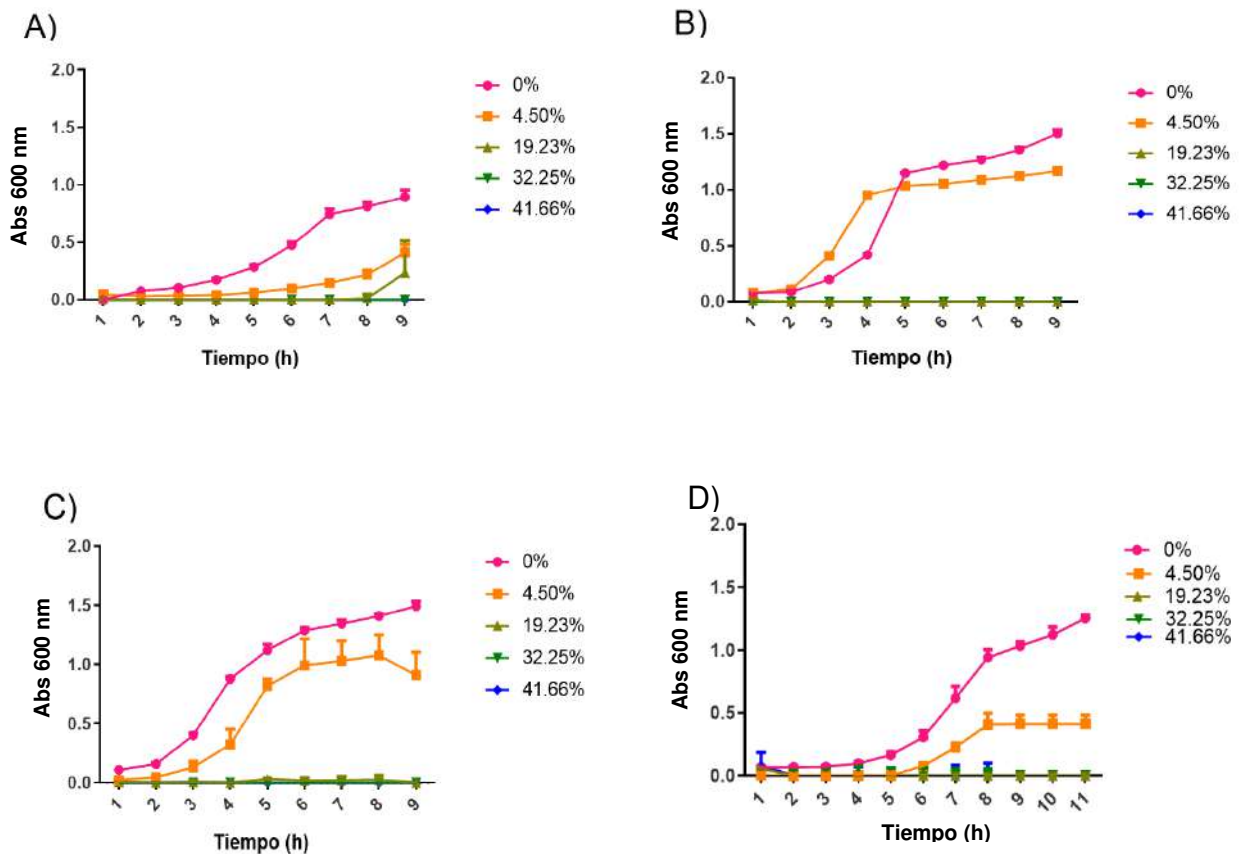 A)
2.0
1.5
1.0
0.5
0.0
Abs 600 nm
1 2 3 4 5 6 7 8 9
Tiempo (h)
0%
4.50%
19.23%
32.25%
41.66%
B)
2.0
1.5
1.0
0.5
0.0
Abs 600 nm
1 2 3 4 5 6 7 8 9
Tiempo (h)
0%
4.50%
19.23%
32.25%
41.66%
C)
2.0
1.5
1.0
0.5
0.0
Abs 600 nm
1 2 3 4 5 6 7 8 9
Tiempo (h)
0%
4.50%
19.23%
32.25%
41.66%
D)
2.0
1.5
1.0
0.5
0.0
Abs 600 nm
1 2 3 4 5 6 7 8 9 10 11
Tiempo (h)
0%
4.50%
19.23%
32.25%
41.66%